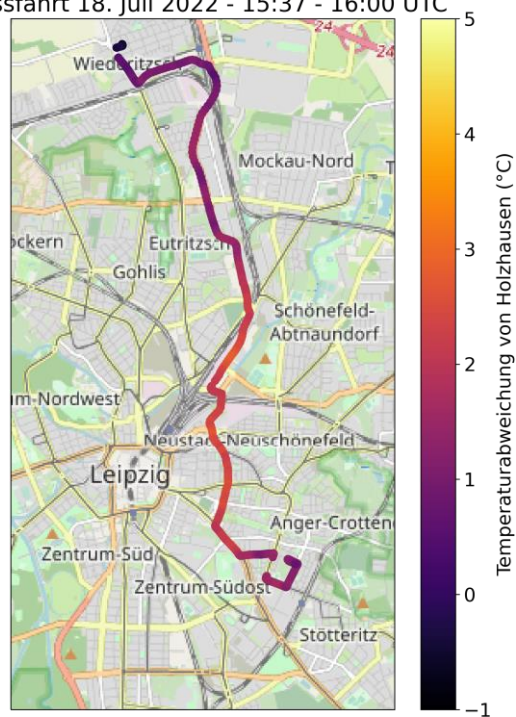 ssfahrt 18. Juli 2022 - 15:37 - 16:00 UTC
24
24
Wiederitzsch
Mockau-Nord
T
ockern
Eutritzsch
Gohlis
Schönefeld-
Abtnaundorf
um-Nordwest
Neustadt-Neuschönefeld
Leipzig
Anger-Crotten
Zentrum-Süd
Zentrum-Südost
Stötteritz
5
4
3
2
1
0
−1
Temperaturabweichung von Holzhausen (°C)